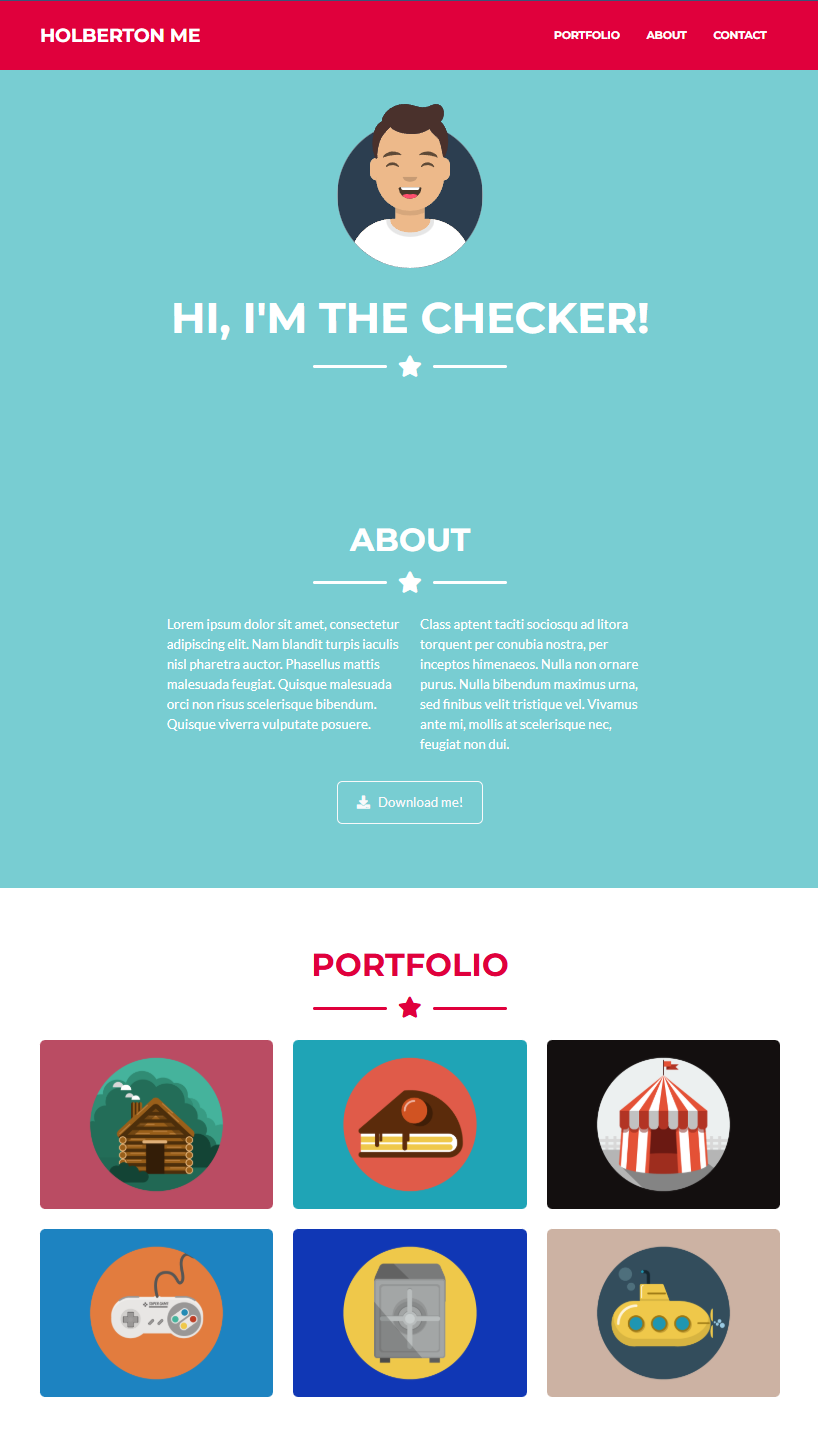 HOLBERTON ME
PORTFOLIO ABOUT CONTACT
HI, I'M THE CHECKER!
ABOUT
Lorem ipsum dolor sit amet, consectetur
adipiscing elit. Nam blandit turpis iaculis
nisl pharetra auctor. Phasellus mattis
malesuada feugiat. Quisque malesuada
orci non risus scelerisque bibendum.
Quisque viverra vulputate posuere.
Class aptent taciti sociosqu ad litora
torquent per conubia nostra, per
inceptos himenaeos. Nulla non ornare
purus. Nulla bibendum maximus urna,
sed finibus velit tristique vel. Vivamus
ante mi, mollis at scelerisque nec,
feugiat non dui.
Download me!
PORTFOLIO